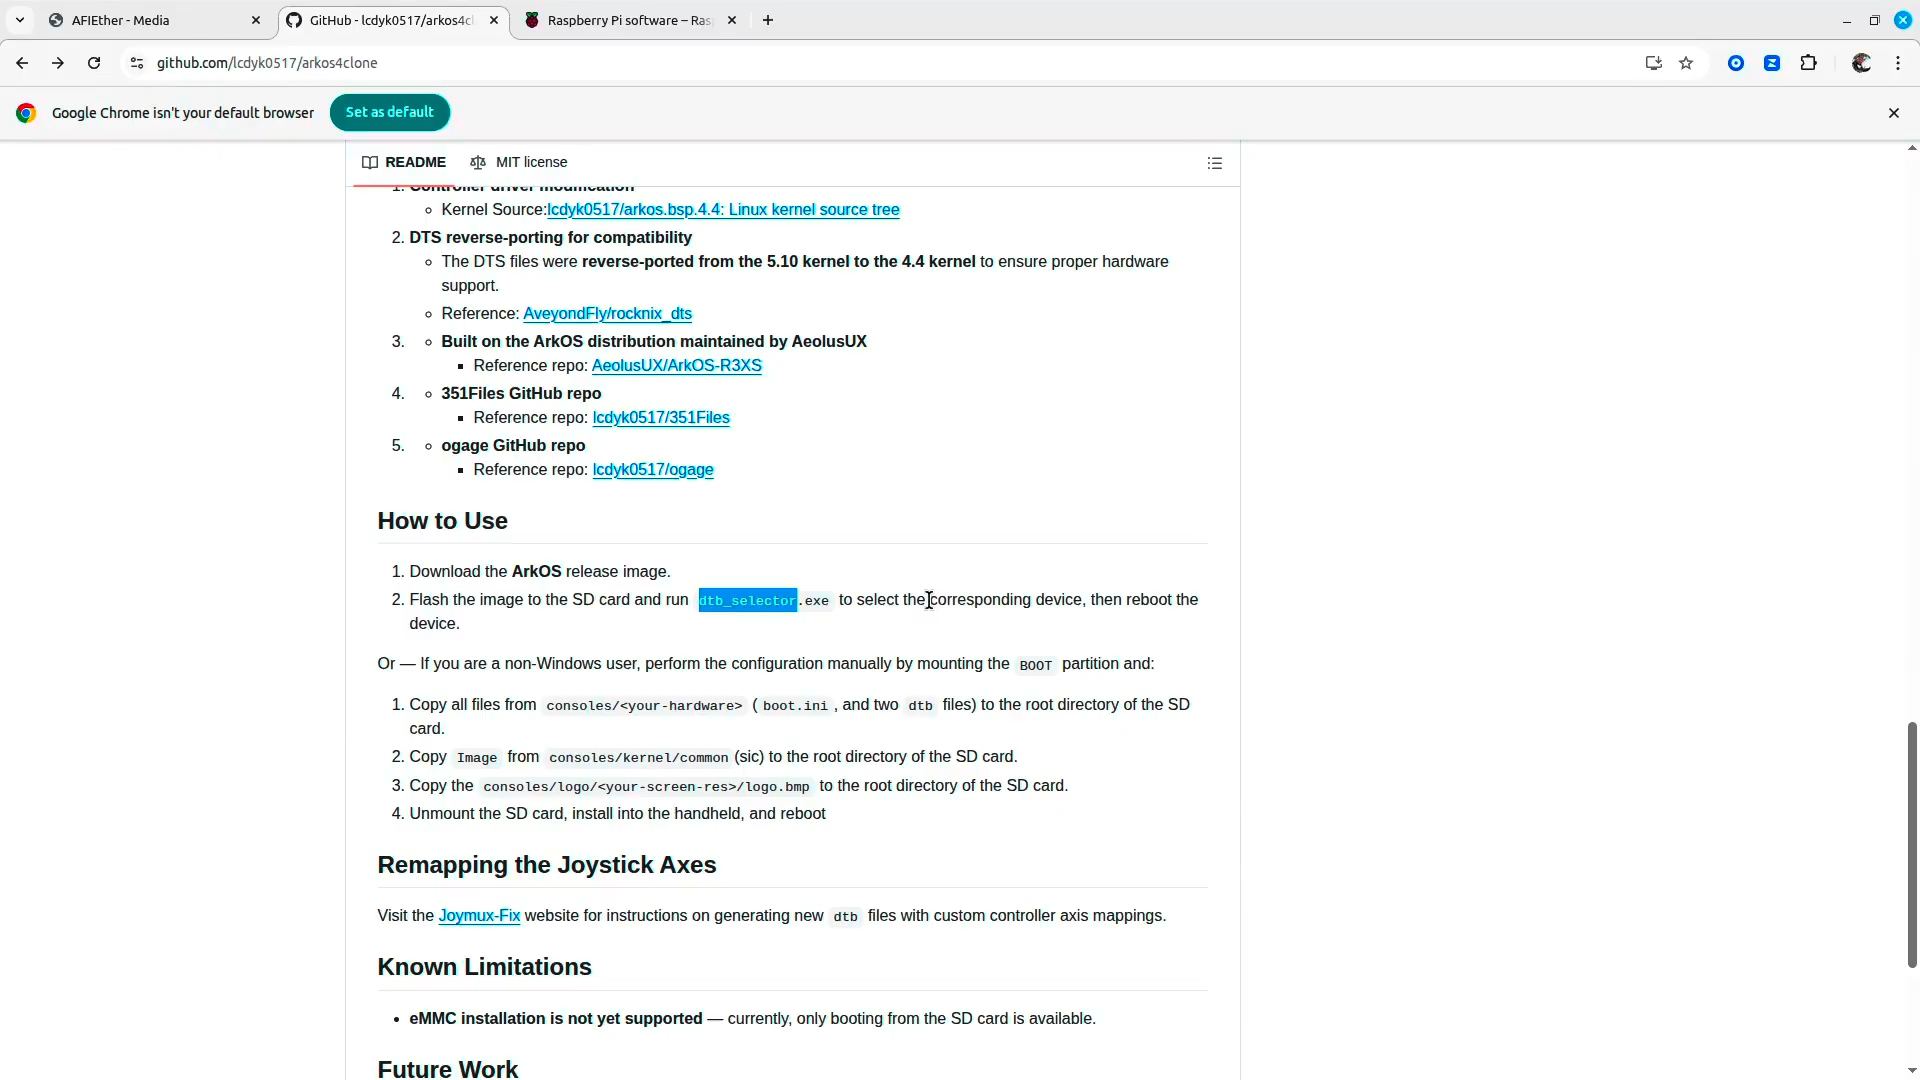 AFIEther - Media
GitHub - lcdyk0517/arkos4cl
Raspberry Pi software – Ras
github.com/lcdyk0517/arkos4clone
Google Chrome isn't your default browser
Set as default
README
MIT license
1. Controller driver modification
Kernel Source:lcdyk0517/arkos.bsp.4.4: Linux kernel source tree
2. DTS reverse-porting for compatibility
The DTS files were reverse-ported from the 5.10 kernel to the 4.4 kernel to ensure proper hardware
support.
Reference: AveyondFly/rocknix_dts
3. Built on the ArkOS distribution maintained by AeolusUX
Reference repo: AeolusUX/ArkOS-R3XS
4. 351Files GitHub repo
Reference repo: lcdyk0517/351Files
5. ogage GitHub repo
Reference repo: lcdyk0517/ogage
How to Use
1. Download the ArkOS release image.
2. Flash the image to the SD card and run dtb_selector.exe to select the corresponding device, then reboot the
device.
Or — If you are a non-Windows user, perform the configuration manually by mounting the BOOT partition and:
1. Copy all files from consoles/<your-hardware> ( boot.ini , and two dtb files) to the root directory of the SD
card.
2. Copy Image from consoles/kernel/common (sic) to the root directory of the SD card.
3. Copy the consoles/logo/<your-screen-res>/logo.bmp to the root directory of the SD card.
4. Unmount the SD card, install into the handheld, and reboot
Remapping the Joystick Axes
Visit the Joymux-Fix website for instructions on generating new dtb files with custom controller axis mappings.
Known Limitations
eMMC installation is not yet supported — currently, only booting from the SD card is available.
Future Work